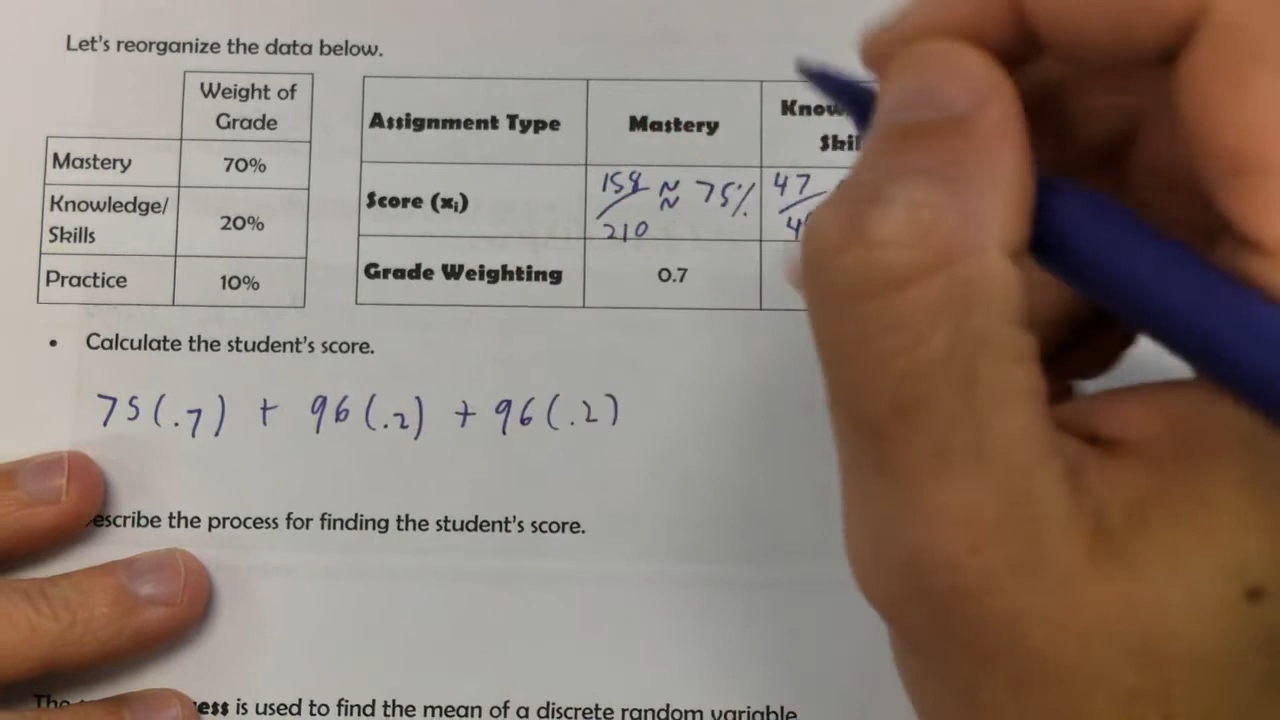 Let's reorganize the data below.
Weight of
Grade
Mastery 70%
Knowledge/
Skills 20%
Practice 10%
Assignment Type Mastery
Score (xᵢ) 158/210 ≈ 75% 47/
Grade Weighting 0.7
• Calculate the student's score.
75(.7) + 96(.2) + 96(.2)
the process for finding the student's score.
is used to find the mean of a discrete random variable